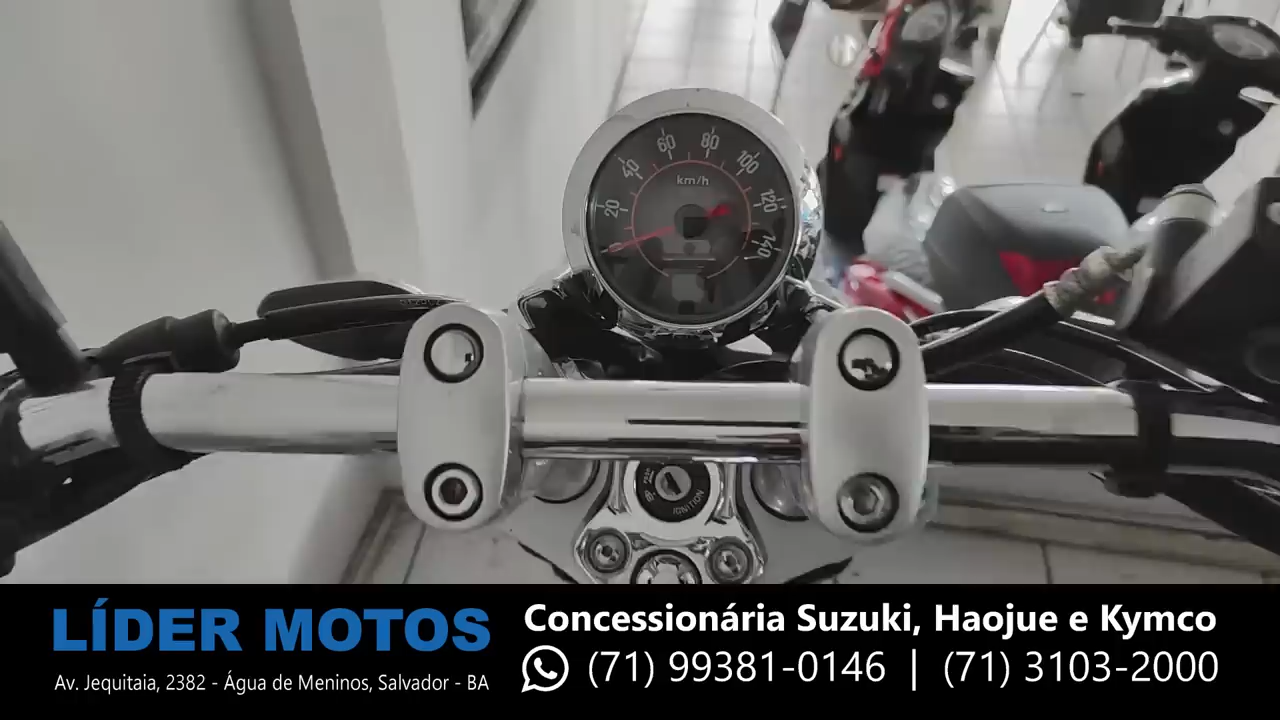 60
80
40
100
km/h
20
120
0
140
IGNITION
LÍDER MOTOS
Av. Jequitaia, 2382 - Água de Meninos, Salvador - BA
Concessionária Suzuki, Haojue e Kymco
(71) 99381-0146 | (71) 3103-2000